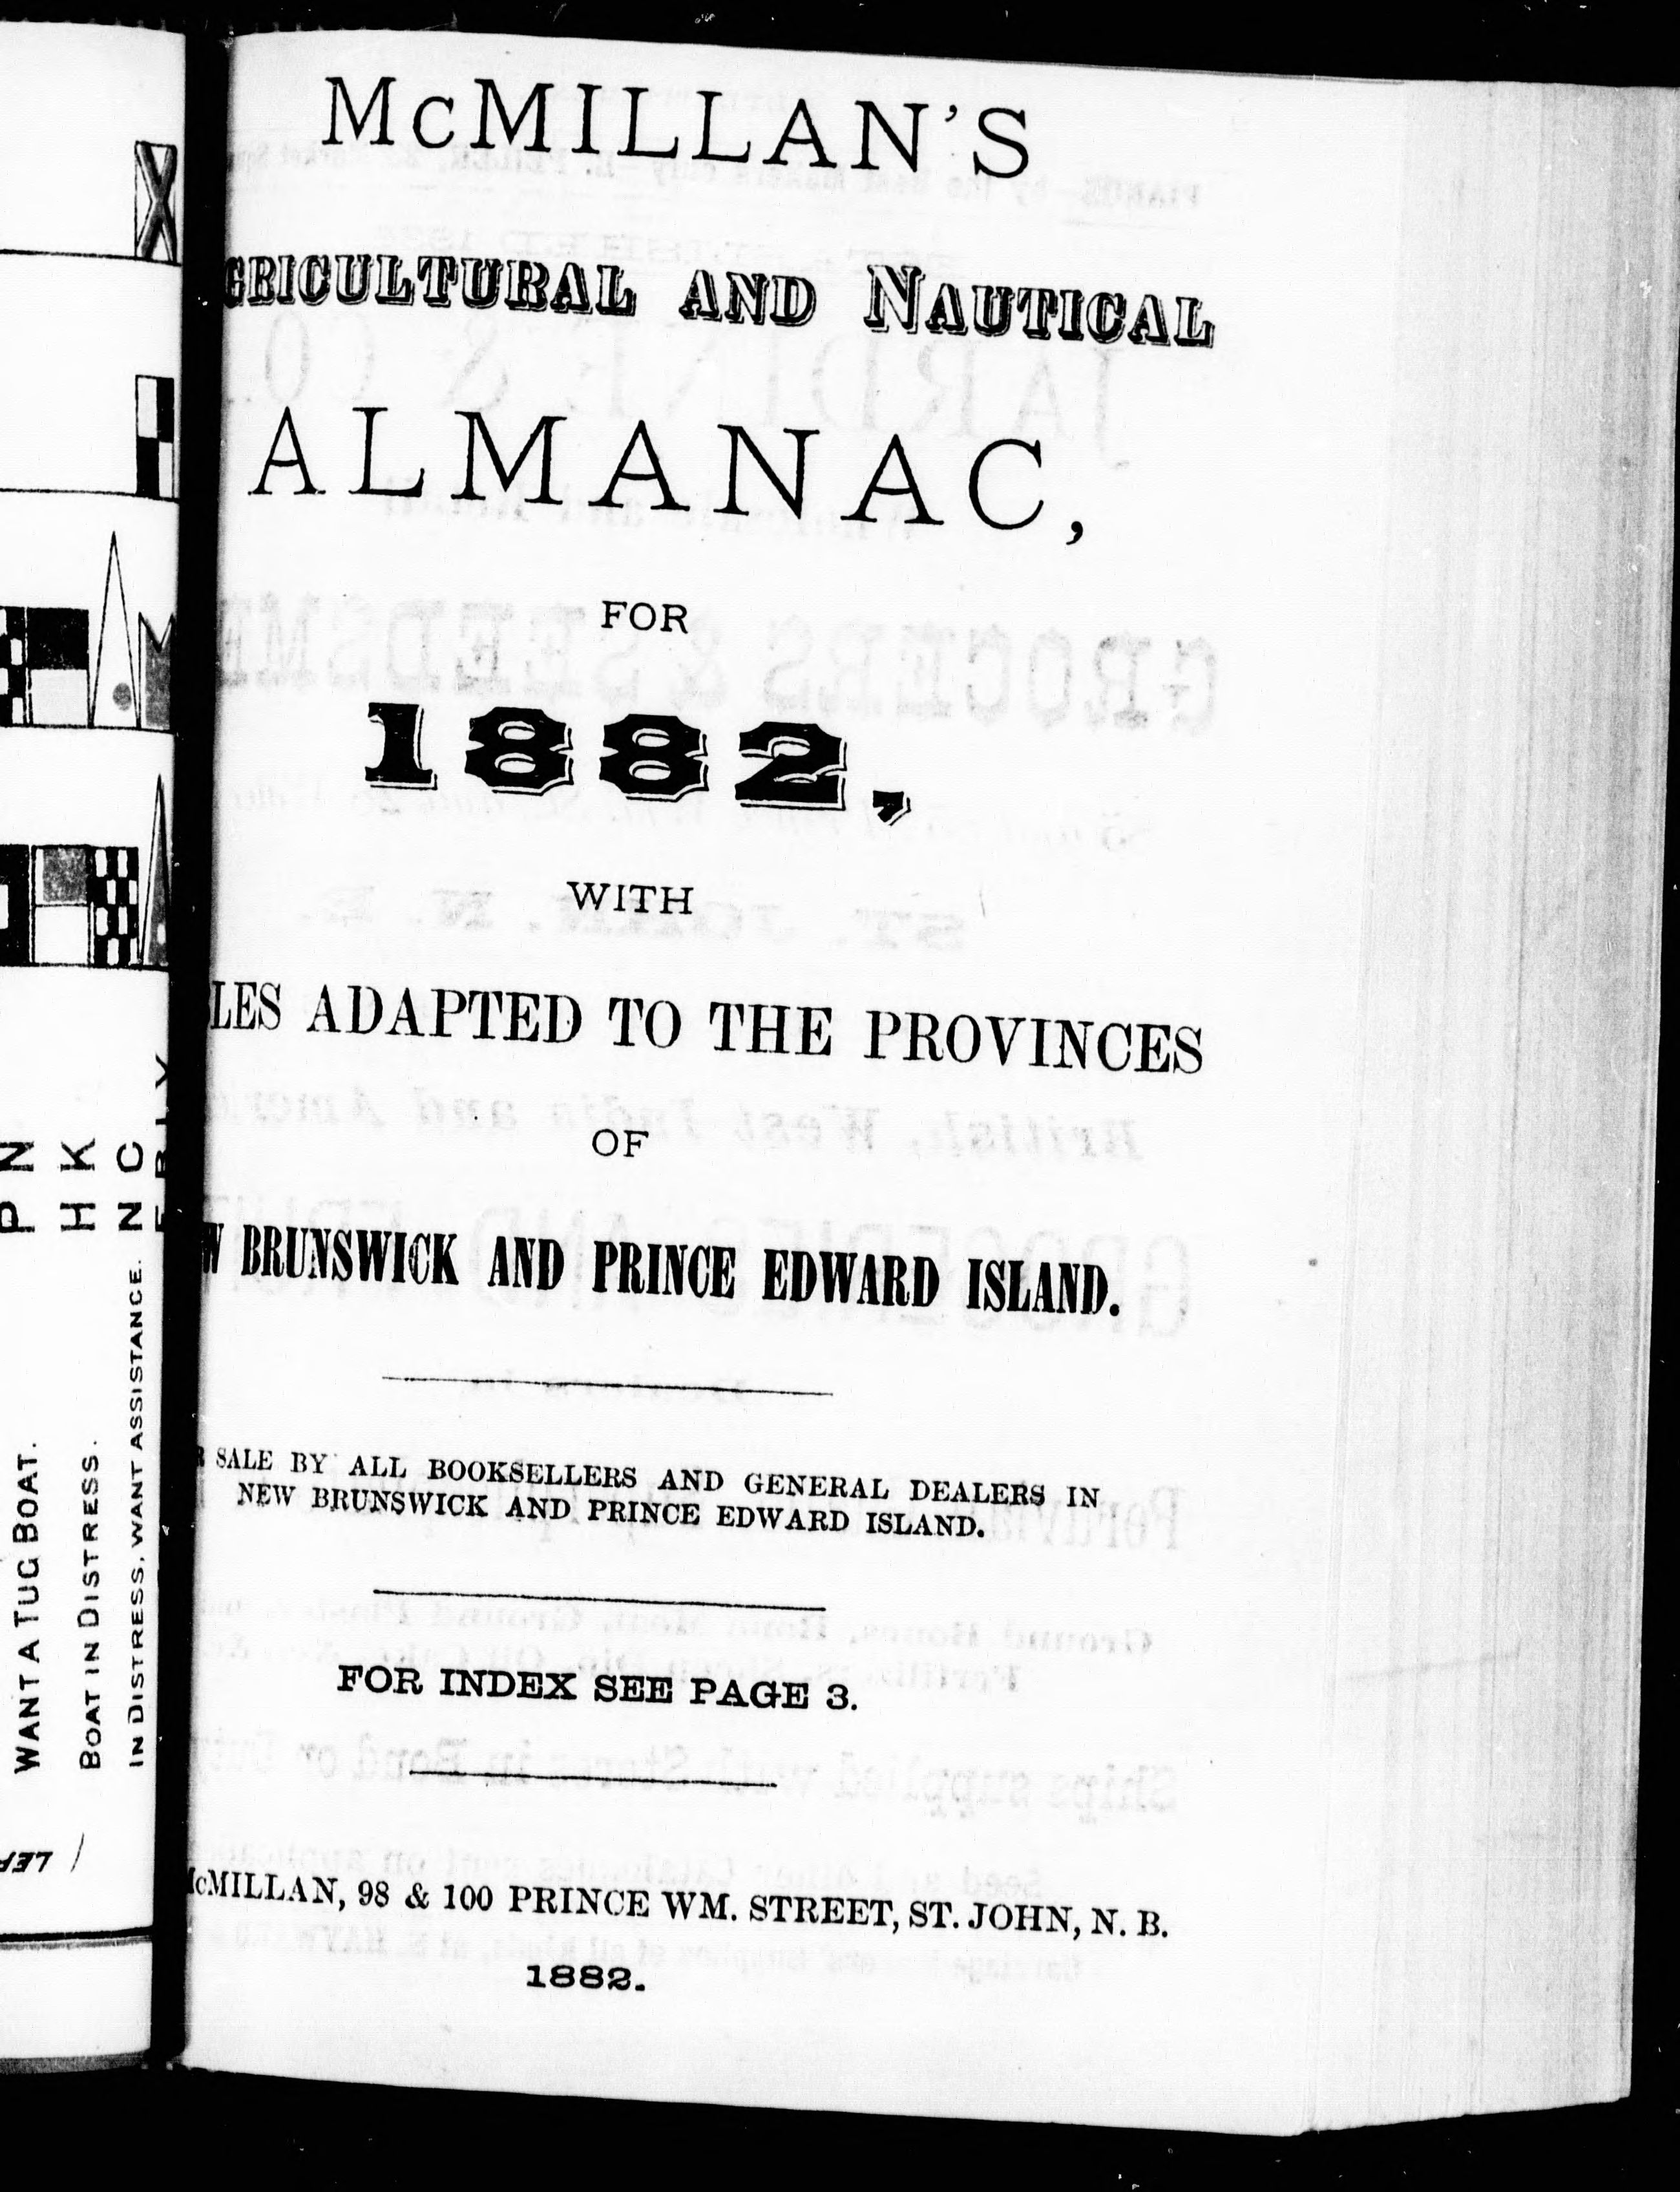 McMILLAN'S
GRICULTURAL AND NAUTICAL
ALMANAC,
FOR
1882,
WITH
LES ADAPTED TO THE PROVINCES
OF
W BRUNSWICK AND PRINCE EDWARD ISLAND.
R SALE BY ALL BOOKSELLERS AND GENERAL DEALERS IN
NEW BRUNSWICK AND PRINCE EDWARD ISLAND.
FOR INDEX SEE PAGE 3.
McMILLAN, 98 & 100 PRINCE WM. STREET, ST. JOHN, N. B.
1882.
P N
WANT A TUG BOAT.
H K
BOAT IN DISTRESS.
N C
IN DISTRESS, WANT ASSISTANCE.